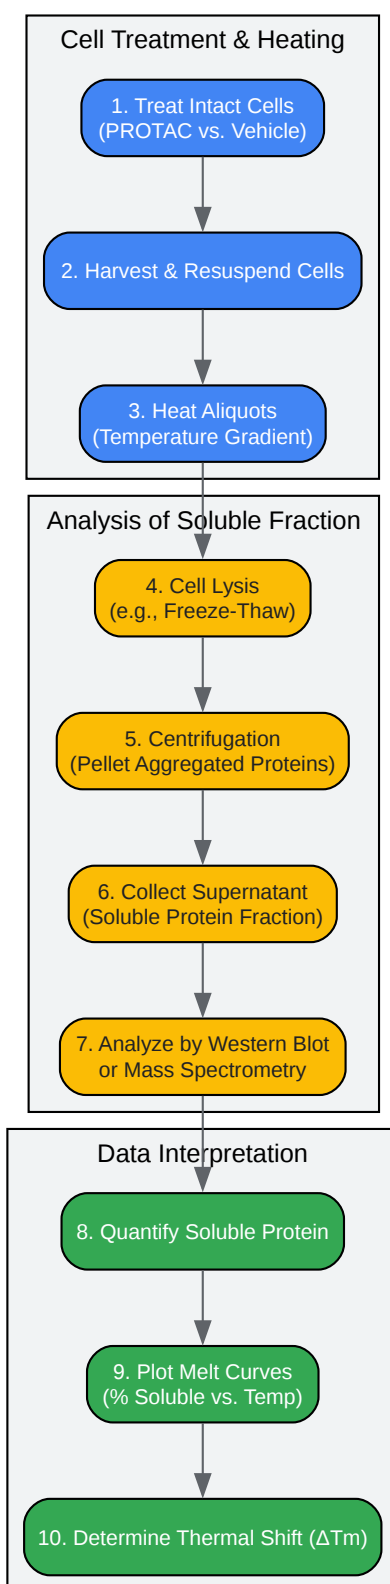 Cell Treatment & Heating
1. Treat Intact Cells
(PROTAC vs. Vehicle)
2. Harvest & Resuspend Cells
3. Heat Aliquots
(Temperature Gradient)
Analysis of Soluble Fraction
4. Cell Lysis
(e.g., Freeze-Thaw)
5. Centrifugation
(Pellet Aggregated Proteins)
6. Collect Supernatant
(Soluble Protein Fraction)
7. Analyze by Western Blot
or Mass Spectrometry
Data Interpretation
8. Quantify Soluble Protein
9. Plot Melt Curves
(% Soluble vs. Temp)
10. Determine Thermal Shift (ΔTm)